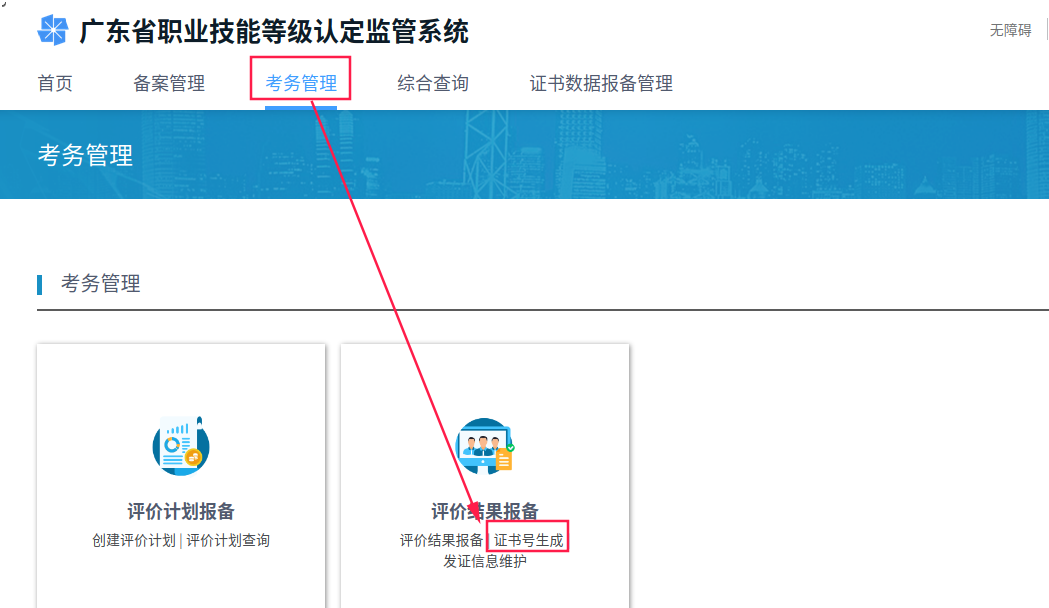 广东省职业技能等级认定监管系统
无障碍
首页 备案管理 考务管理 综合查询 证书数据报备管理
考务管理
考务管理
评价计划报备
创建评价计划 | 评价计划查询
评价结果报备
评价结果报备 | 证书号生成
发证信息维护